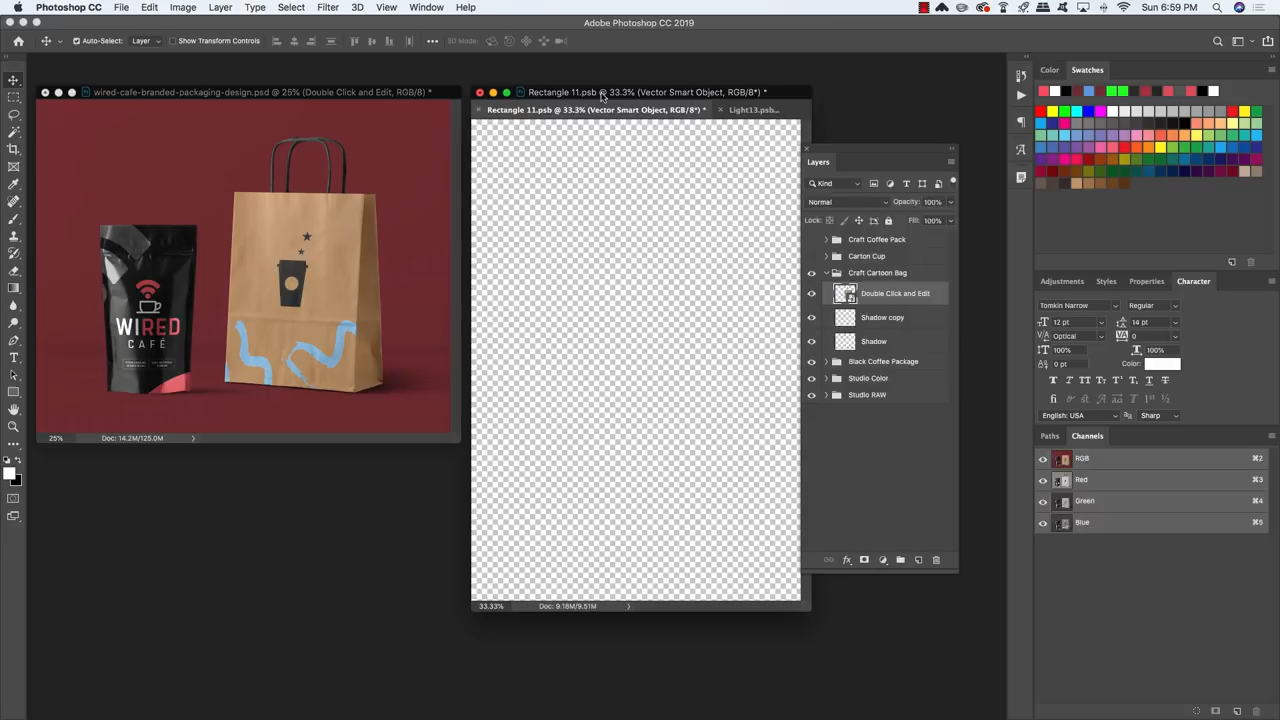 Photoshop CC File Edit Image Layer Type Select Filter 3D View Window Help Sun 6:59 PM
Adobe Photoshop CC 2019
Auto-Select: Layer Show Transform Controls 3D Mode:
wired-cafe-branded-packaging-design.psd @ 25% (Double Click and Edit, RGB/8) *
Rectangle 11.psb @ 33.3% (Vector Smart Object, RGB/8*) *
Rectangle 11.psb @ 33.3% (Vector Smart Object, RGB/8*) * Light13.psb...
WIRED
CAFÉ
25% Doc: 14.2M/125.0M
33.33% Doc: 9.18M/9.51M
Layers
Kind
Normal Opacity: 100%
Lock: Fill: 100%
Craft Coffee Pack
Carton Cup
Craft Cartoon Bag
Double Click and Edit
Shadow copy
Shadow
Black Coffee Package
Studio Color
Studio RAW
fx
Color Swatches
Adjustments Styles Properties Character
Tomkin Narrow Regular
12 pt 14 pt
Optical 0
100% 100%
0 pt Color:
English: USA Sharp
Paths Channels
RGB ⌘2
Red ⌘3
Green ⌘4
Blue ⌘5